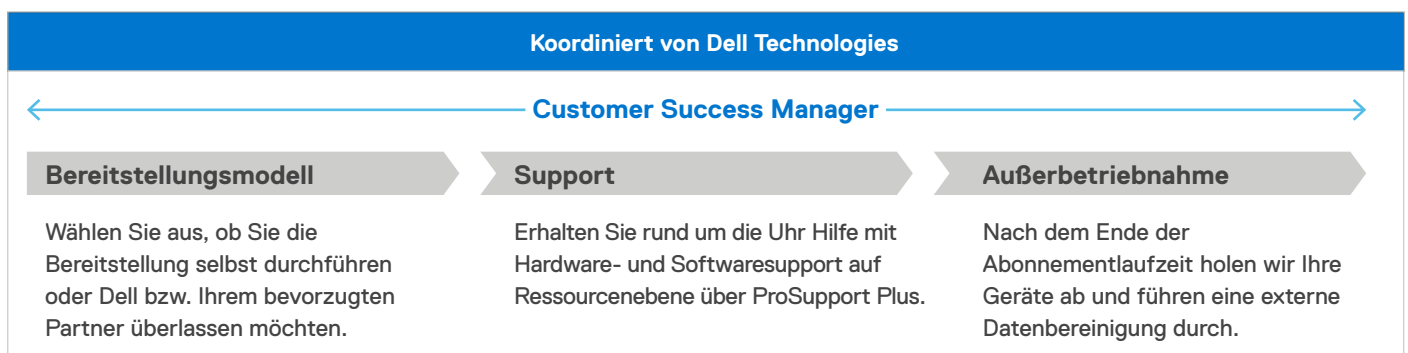 Koordiniert von Dell Technologies
Customer Success Manager
Bereitstellungsmodell
Wählen Sie aus, ob Sie die
Bereitstellung selbst durchführen
oder Dell bzw. Ihrem bevorzugten
Partner überlassen möchten.
Support
Erhalten Sie rund um die Uhr Hilfe mit
Hardware- und Softwaresupport auf
Ressourcenebene über ProSupport Plus.
Außerbetriebnahme
Nach dem Ende der
Abonnementlaufzeit holen wir Ihre
Geräte ab und führen eine externe
Datenbereinigung durch.